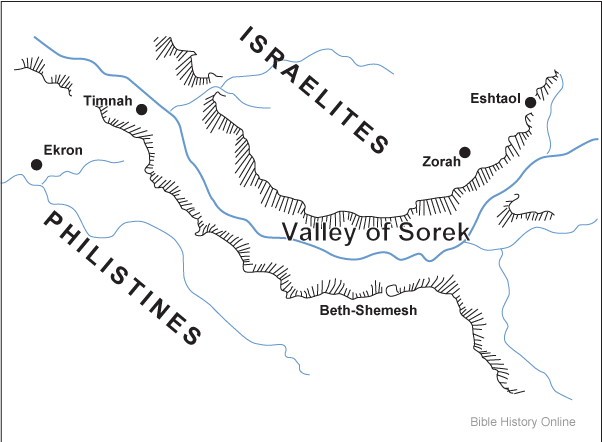 ISRAELITES
Timnah
Eshtaol
Ekron
Zorah
PHILISTINES
Valley of Sorek
Beth-Shemesh
Bible History Online